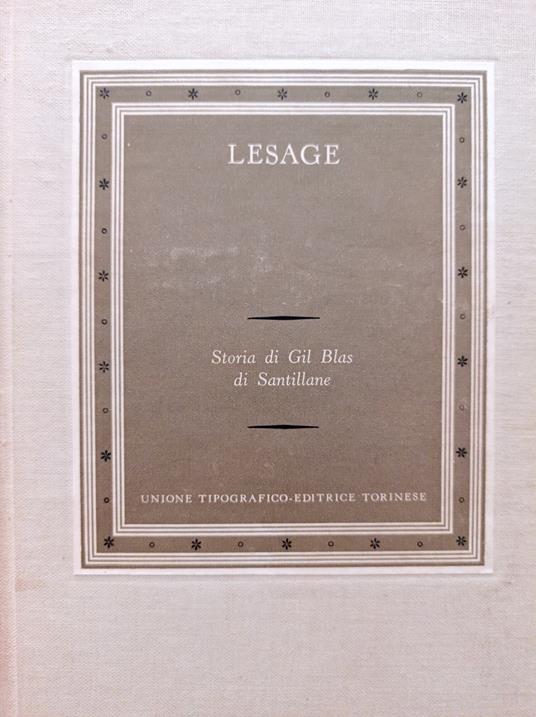 LESAGE
Storia di Gil Blas
di Santillane
UNIONE TIPOGRAFICO-EDITRICE TORINESE